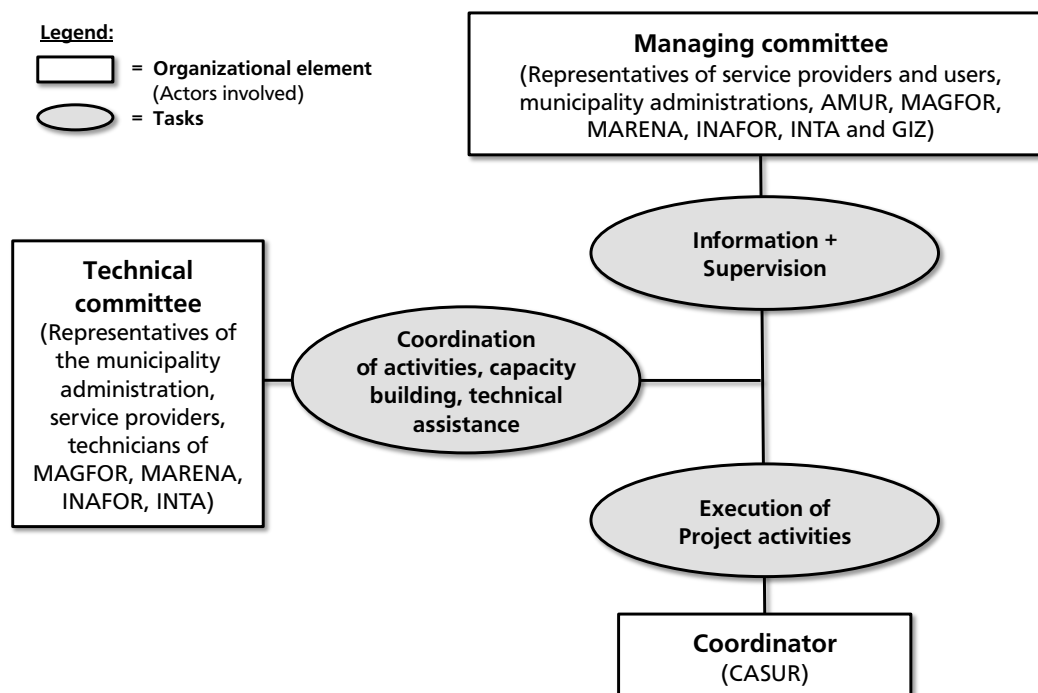 Legend:
= Organizational element
(Actors involved)
= Tasks
Managing committee
(Representatives of service providers and users,
municipality administrations, AMUR, MAGFOR,
MARENA, INAFOR, INTA and GIZ)
Information +
Supervision
Technical
committee
(Representatives of
the municipality
administration,
service providers,
technicians of
MAGFOR, MARENA,
INAFOR, INTA)
Coordination
of activities, capacity
building, technical
assistance
Execution of
Project activities
Coordinator
(CASUR)